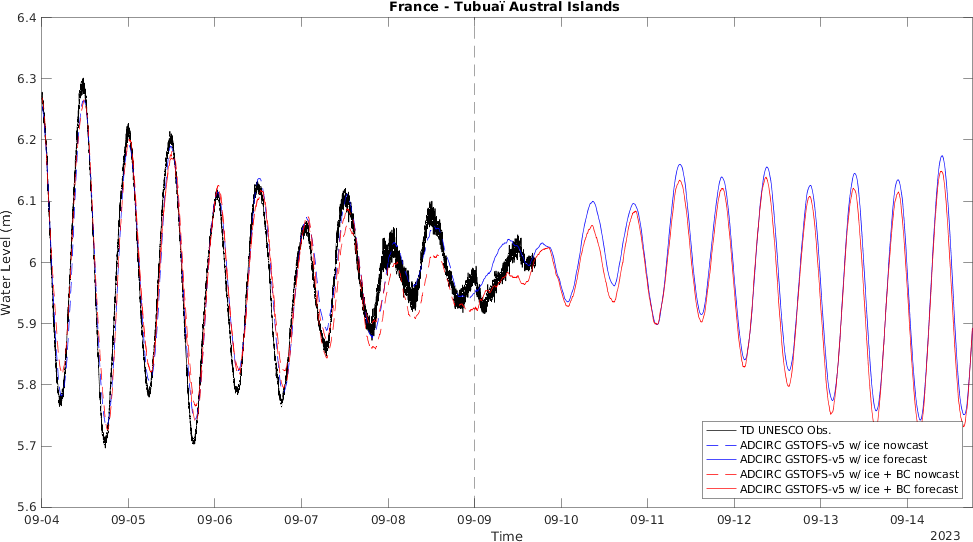 France - Tubuaï Austral Islands
Water Level (m)
6.4
6.3
6.2
6.1
6
5.9
5.8
5.7
5.6
TD UNESCO Obs.
ADCIRC GSTOFS-v5 w/ ice nowcast
ADCIRC GSTOFS-v5 w/ ice forecast
ADCIRC GSTOFS-v5 w/ ice + BC nowcast
ADCIRC GSTOFS-v5 w/ ice + BC forecast
09-04 09-05 09-06 09-07 09-08 09-09 09-10 09-11 09-12 09-13 09-14
Time
2023